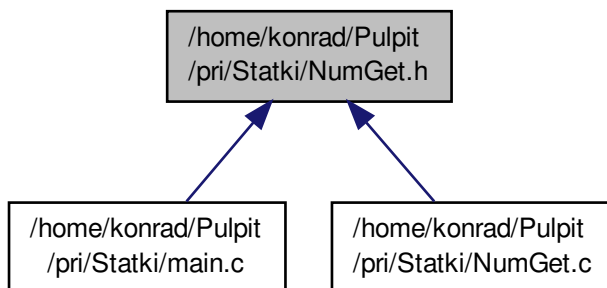 /home/konrad/Pulpit
/pri/Statki/NumGet.h
/home/konrad/Pulpit
/pri/Statki/main.c
/home/konrad/Pulpit
/pri/Statki/NumGet.c